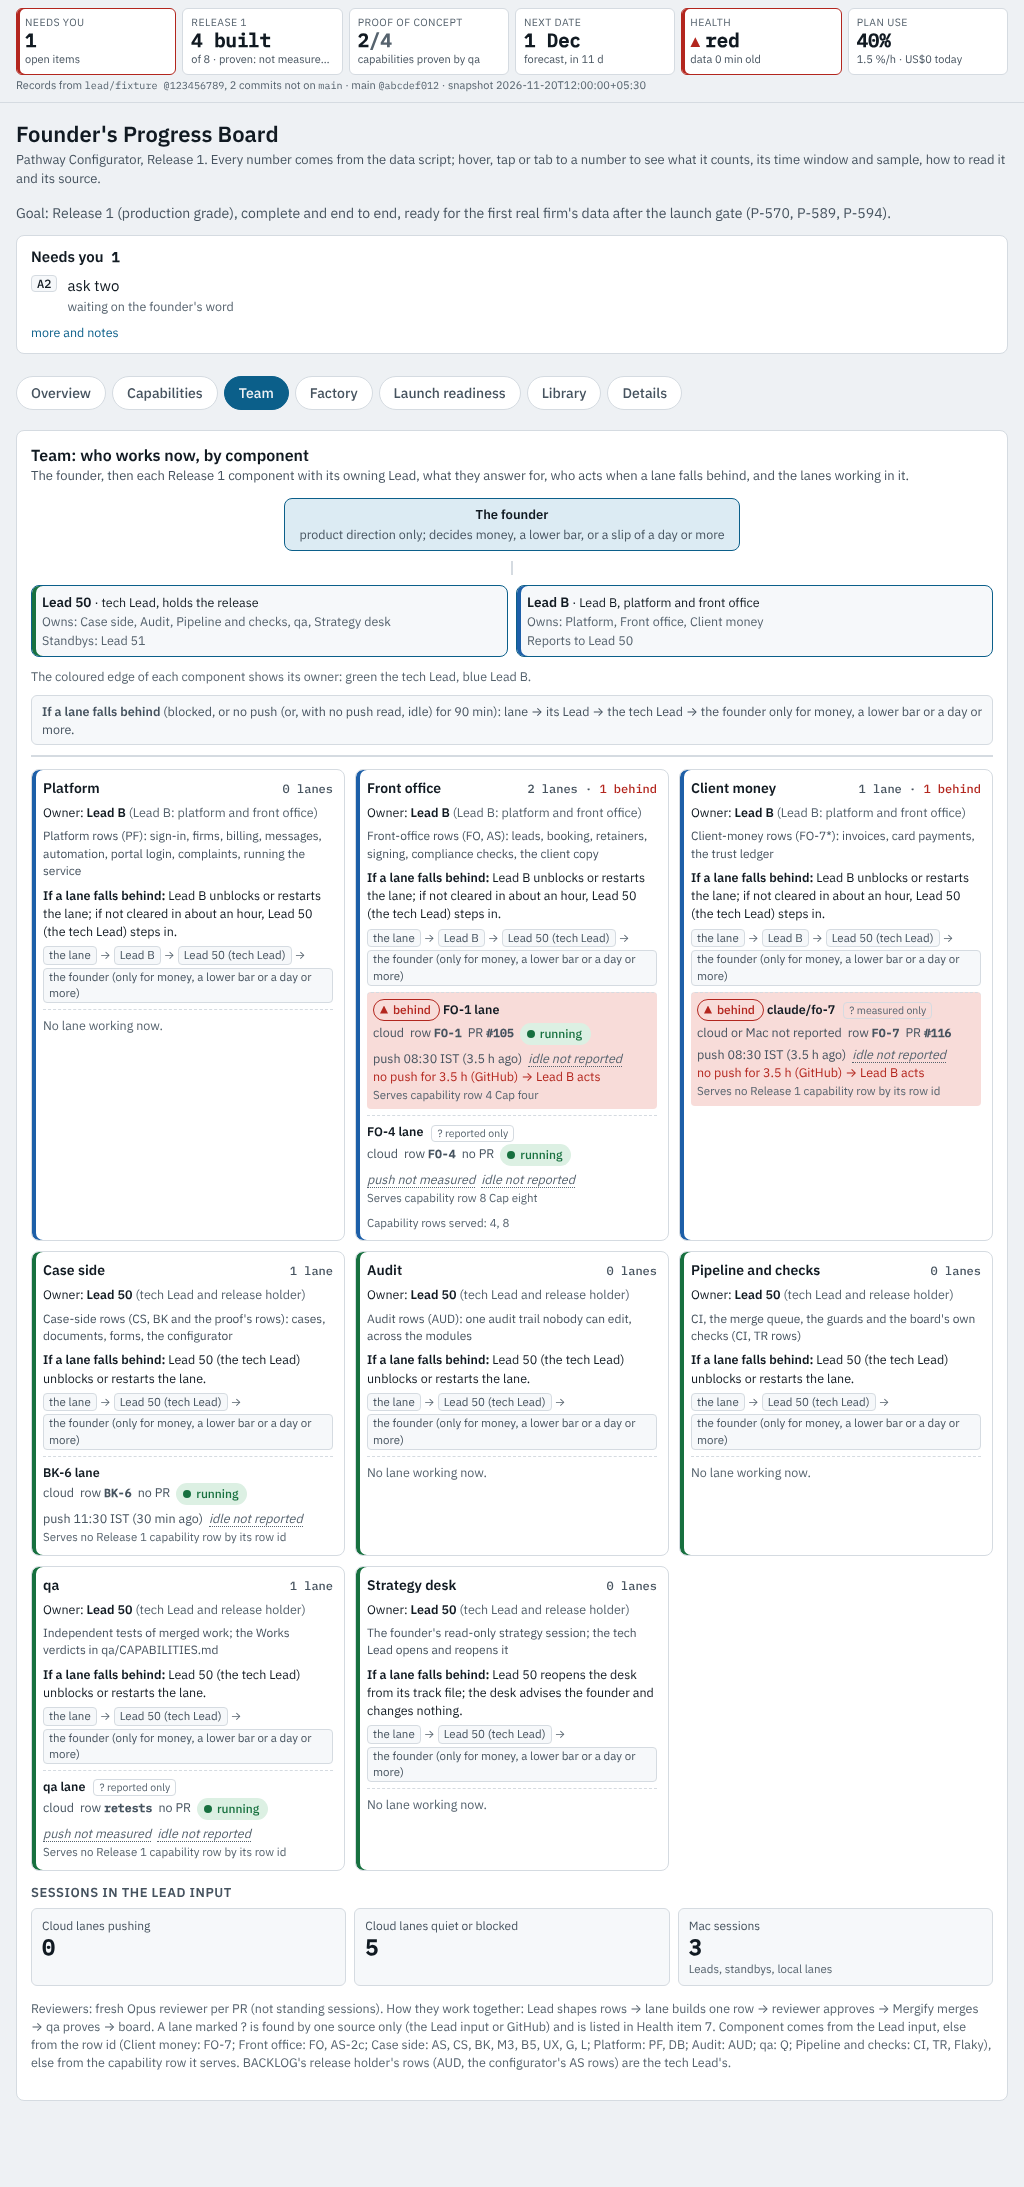 NEEDS YOU
1
open items
RELEASE 1
4 built
of 8 · proven: not measure…
PROOF OF CONCEPT
2/4
capabilities proven by qa
NEXT DATE
1 Dec
forecast, in 11 d
HEALTH
▲ red
data 0 min old
PLAN USE
40%
1.5 %/h · US$0 today
Records from lead/fixture @123456789, 2 commits not on main · main @abcdef012 · snapshot 2026-11-20T12:00:00+05:30
Founder's Progress Board
Pathway Configurator, Release 1. Every number comes from the data script; hover, tap or tab to a number to see what it counts, its time window and sample, how to read it
and its source.
Goal: Release 1 (production grade), complete and end to end, ready for the first real firm's data after the launch gate (P-570, P-589, P-594).
Needs you 1
A2 ask two
waiting on the founder's word
more and notes
Overview
Capabilities
Team
Factory
Launch readiness
Library
Details
Team: who works now, by component
The founder, then each Release 1 component with its owning Lead, what they answer for, who acts when a lane falls behind, and the lanes working in it.
The founder
product direction only; decides money, a lower bar, or a slip of a day or more
Lead 50 · tech Lead, holds the release
Owns: Case side, Audit, Pipeline and checks, qa, Strategy desk
Standbys: Lead 51
Lead B · Lead B, platform and front office
Owns: Platform, Front office, Client money
Reports to Lead 50
The coloured edge of each component shows its owner: green the tech Lead, blue Lead B.
If a lane falls behind (blocked, or no push (or, with no push read, idle) for 90 min): lane → its Lead → the tech Lead → the founder only for money, a lower bar or a day or
more.
Platform 0 lanes
Owner: Lead B (Lead B: platform and front office)
Platform rows (PF): sign-in, firms, billing, messages,
automation, portal login, complaints, running the
service
If a lane falls behind: Lead B unblocks or restarts
the lane; if not cleared in about an hour, Lead 50
(the tech Lead) steps in.
the lane → Lead B → Lead 50 (tech Lead) →
the founder (only for money, a lower bar or a day or
more)
No lane working now.
Front office 2 lanes · 1 behind
Owner: Lead B (Lead B: platform and front office)
Front-office rows (FO, AS): leads, booking, retainers,
signing, compliance checks, the client copy
If a lane falls behind: Lead B unblocks or restarts
the lane; if not cleared in about an hour, Lead 50
(the tech Lead) steps in.
the lane → Lead B → Lead 50 (tech Lead) →
the founder (only for money, a lower bar or a day or
more)
▲ behind FO-1 lane
cloud row FO-1 PR #105 ● running
push 08:30 IST (3.5 h ago) idle not reported
no push for 3.5 h (GitHub) → Lead B acts
Serves capability row 4 Cap four
FO-4 lane ? reported only
cloud row FO-4 no PR ● running
push not measured idle not reported
Serves capability row 8 Cap eight
Capability rows served: 4, 8
Client money 1 lane · 1 behind
Owner: Lead B (Lead B: platform and front office)
Client-money rows (FO-7*): invoices, card payments,
the trust ledger
If a lane falls behind: Lead B unblocks or restarts
the lane; if not cleared in about an hour, Lead 50
(the tech Lead) steps in.
the lane → Lead B → Lead 50 (tech Lead) →
the founder (only for money, a lower bar or a day or
more)
▲ behind claude/fo-7 ? measured only
cloud or Mac not reported row FO-7 PR #116
push 08:30 IST (3.5 h ago) idle not reported
no push for 3.5 h (GitHub) → Lead B acts
Serves no Release 1 capability row by its row id
Case side 1 lane
Owner: Lead 50 (tech Lead and release holder)
Case-side rows (CS, BK and the proof's rows): cases,
documents, forms, the configurator
If a lane falls behind: Lead 50 (the tech Lead)
unblocks or restarts the lane.
the lane → Lead 50 (tech Lead) →
the founder (only for money, a lower bar or a day or
more)
BK-6 lane
cloud row BK-6 no PR ● running
push 11:30 IST (30 min ago) idle not reported
Serves no Release 1 capability row by its row id
Audit 0 lanes
Owner: Lead 50 (tech Lead and release holder)
Audit rows (AUD): one audit trail nobody can edit,
across the modules
If a lane falls behind: Lead 50 (the tech Lead)
unblocks or restarts the lane.
the lane → Lead 50 (tech Lead) →
the founder (only for money, a lower bar or a day or
more)
No lane working now.
Pipeline and checks 0 lanes
Owner: Lead 50 (tech Lead and release holder)
CI, the merge queue, the guards and the board's own
checks (CI, TR rows)
If a lane falls behind: Lead 50 (the tech Lead)
unblocks or restarts the lane.
the lane → Lead 50 (tech Lead) →
the founder (only for money, a lower bar or a day or
more)
No lane working now.
qa 1 lane
Owner: Lead 50 (tech Lead and release holder)
Independent tests of merged work; the Works
verdicts in qa/CAPABILITIES.md
If a lane falls behind: Lead 50 (the tech Lead)
unblocks or restarts the lane.
the lane → Lead 50 (tech Lead) →
the founder (only for money, a lower bar or a day or
more)
qa lane ? reported only
cloud row retests no PR ● running
push not measured idle not reported
Serves no Release 1 capability row by its row id
Strategy desk 0 lanes
Owner: Lead 50 (tech Lead and release holder)
The founder's read-only strategy session; the tech
Lead opens and reopens it
If a lane falls behind: Lead 50 reopens the desk
from its track file; the desk advises the founder and
changes nothing.
the lane → Lead 50 (tech Lead) →
the founder (only for money, a lower bar or a day or
more)
No lane working now.
SESSIONS IN THE LEAD INPUT
Cloud lanes pushing
0
Cloud lanes quiet or blocked
5
Mac sessions
3
Leads, standbys, local lanes
Reviewers: fresh Opus reviewer per PR (not standing sessions). How they work together: Lead shapes rows → lane builds one row → reviewer approves → Mergify merges
→ qa proves → board. A lane marked ? is found by one source only (the Lead input or GitHub) and is listed in Health item 7. Component comes from the Lead input, else
from the row id (Client money: FO-7; Front office: FO, AS-2c; Case side: AS, CS, BK, M3, B5, UX, G, L; Platform: PF, DB; Audit: AUD; qa: Q; Pipeline and checks: CI, TR, Flaky),
else from the capability row it serves. BACKLOG's release holder's rows (AUD, the configurator's AS rows) are the tech Lead's.